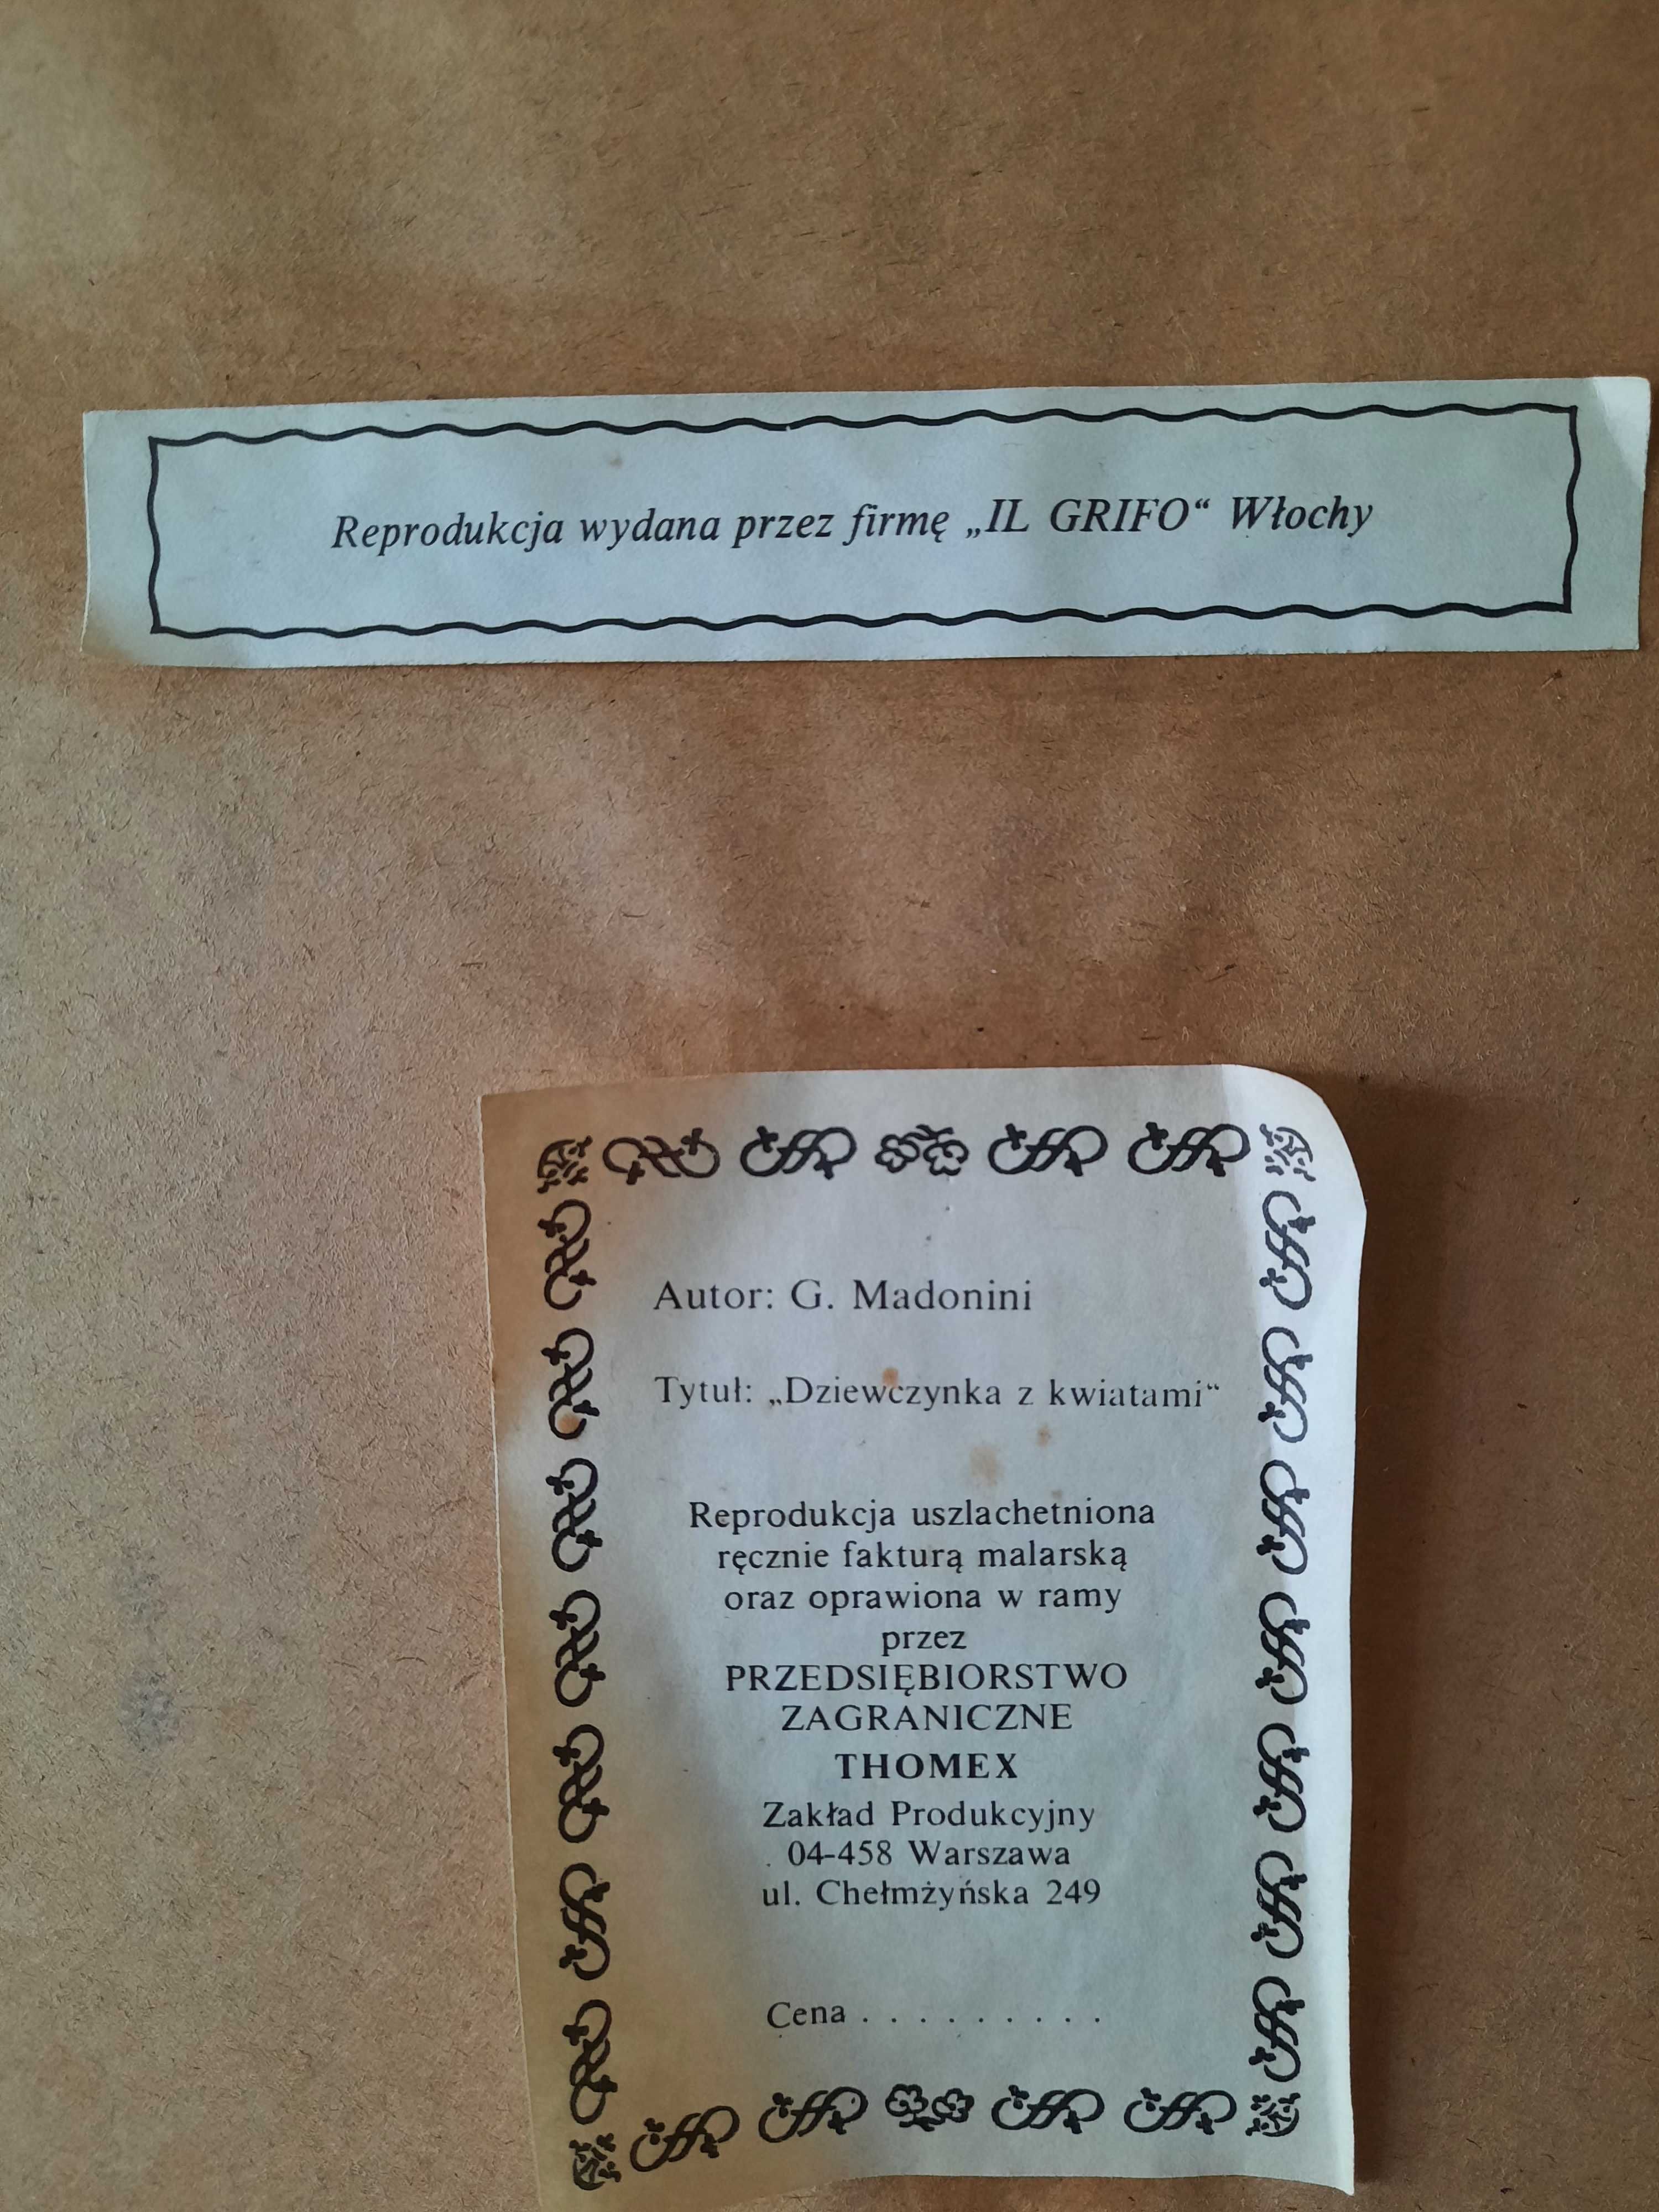 Reprodukcja wydana przez firmę „IL GRIFO“ Włochy
Autor: G. Madonini
Tytuł: „Dziewczynka z kwiatami“
Reprodukcja uszlachetniona
ręcznie fakturą malarską
oraz oprawiona w ramy
przez
PRZEDSIĘBIORSTWO
ZAGRANICZNE
THOMEX
Zakład Produkcyjny
04-458 Warszawa
ul. Chełmżyńska 249
Cena . . . . . . . . .